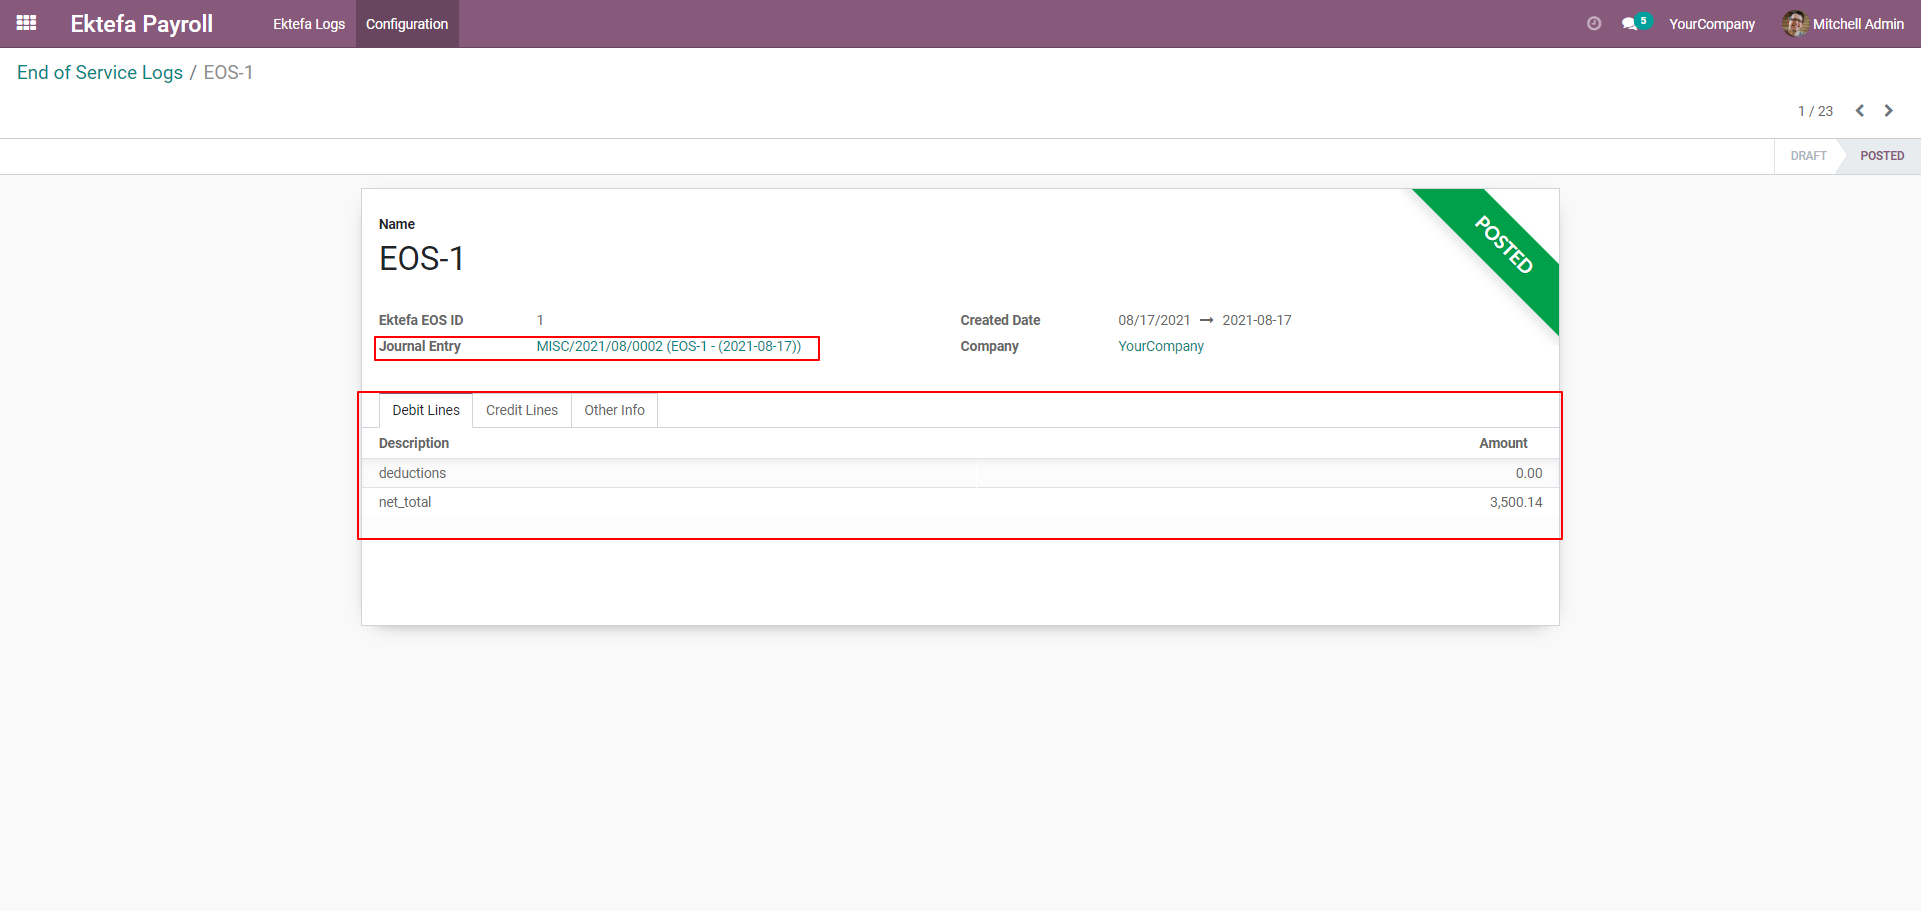 Ektefa Payroll Ektefa Logs Configuration 5 YourCompany Mitchell Admin
End of Service Logs / EOS-1
1 / 23
DRAFT POSTED
POSTED
Name
EOS-1
Ektefa EOS ID 1 Created Date 08/17/2021 → 2021-08-17
Journal Entry MISC/2021/08/0002 (EOS-1 - (2021-08-17)) Company YourCompany
Debit Lines Credit Lines Other Info
Description Amount
deductions 0.00
net_total 3,500.14